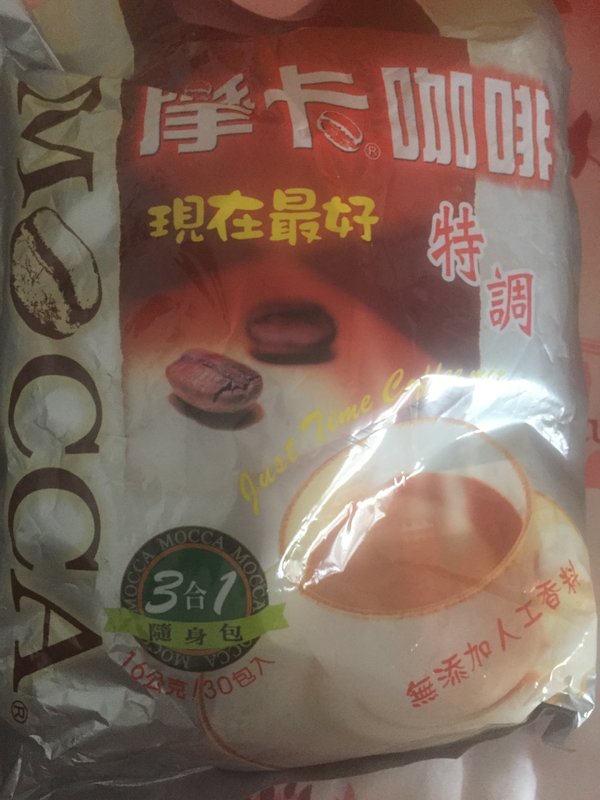 摩卡咖啡
®
MOCCA®
現在最好
特調
Just Time Coffee
MOCCA MOCCA MOCCA MOCCA
3合1
隨身包
16公克/30包入
無添加人工香料